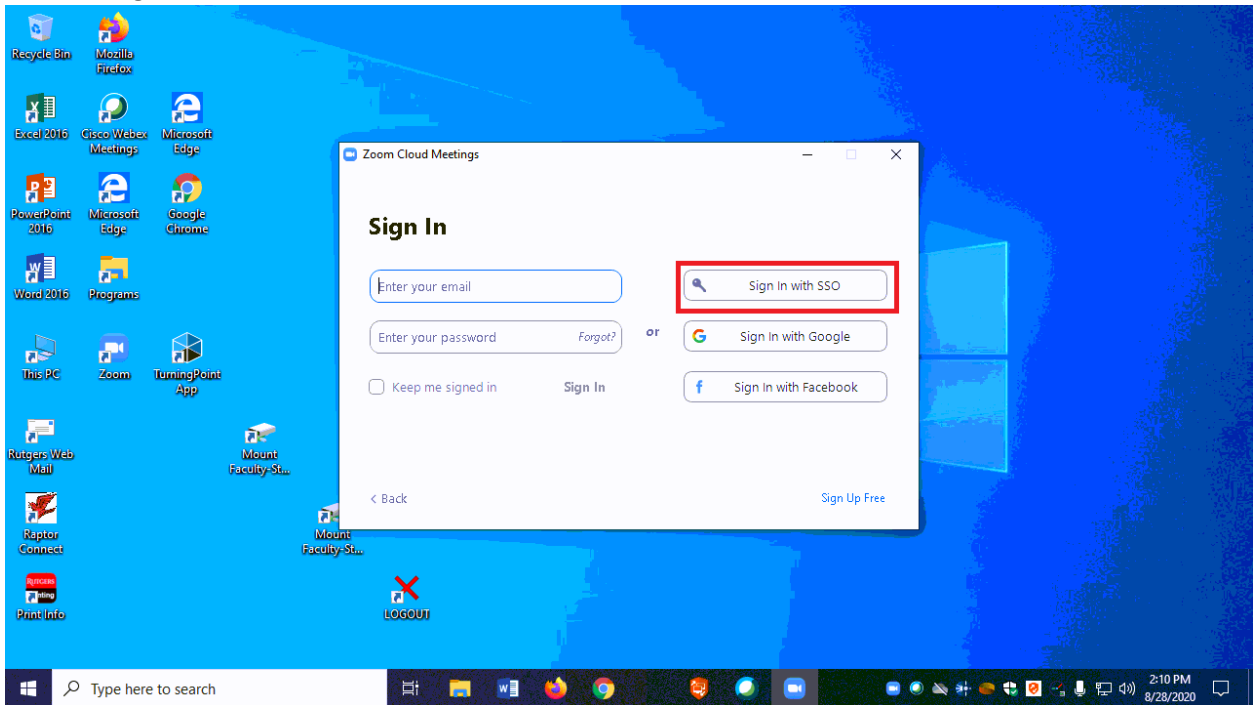 Recycle Bin
Mozilla
Firefox
Excel 2016
Cisco Webex
Meetings
Microsoft
Edge
PowerPoint
2016
Microsoft
Edge
Google
Chrome
Word 2016
Programs
This PC
Zoom
TurningPoint
App
Rutgers Web
Mail
Mount
Faculty-St...
Raptor
Connect
Mount
Faculty-St...
RUTGERS
Print Info
LOGOUT
Zoom Cloud Meetings
Sign In
Enter your email
Enter your password Forgot?
Keep me signed in Sign In
or
Sign In with SSO
Sign In with Google
Sign In with Facebook
< Back
Sign Up Free
Type here to search
2:10 PM
8/28/2020